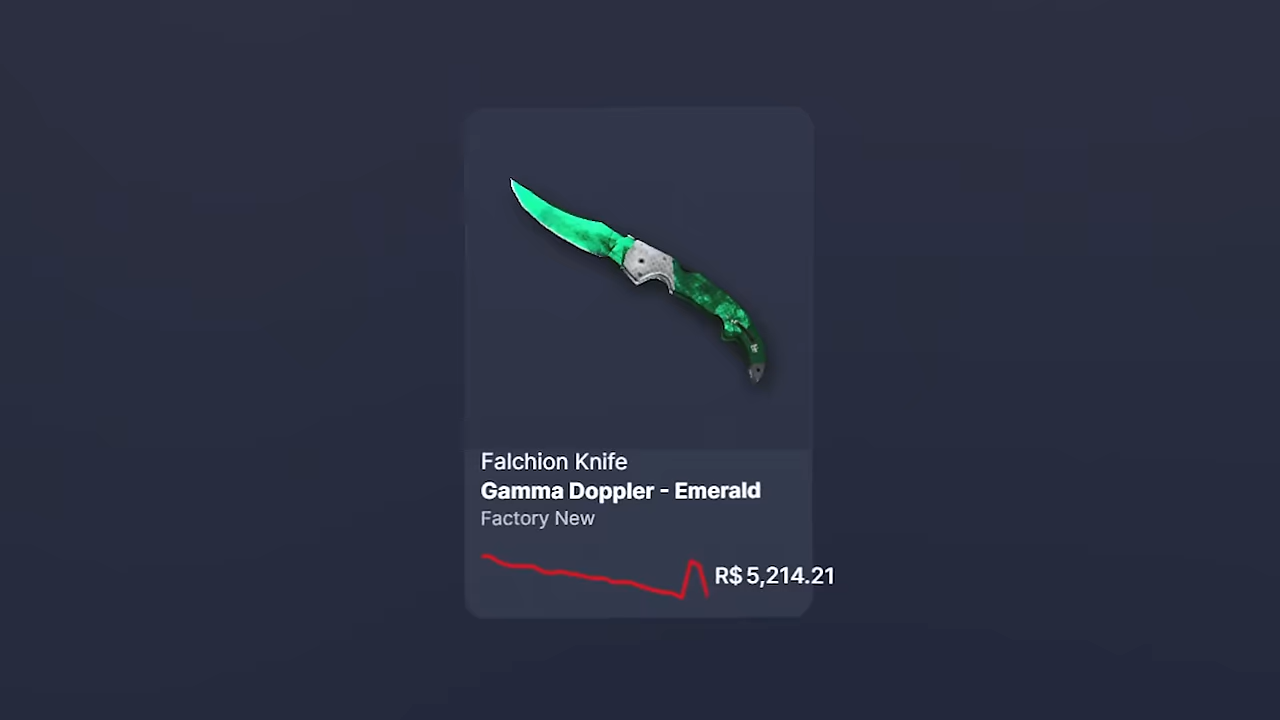 Falchion Knife
Gamma Doppler - Emerald
Factory New
R$ 5,214.21